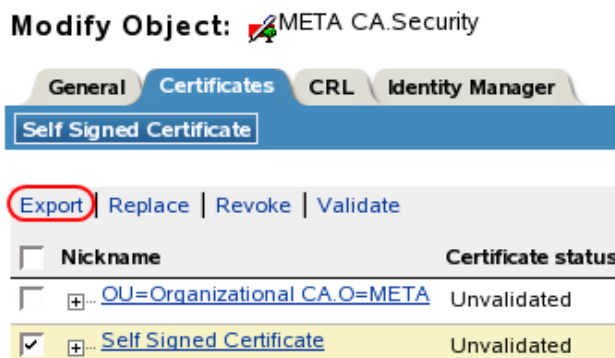 Modify Object: META CA.Security
General Certificates CRL Identity Manager
Self Signed Certificate
Export | Replace | Revoke | Validate
Nickname Certificate status
OU=Organizational CA.O=META Unvalidated
Self Signed Certificate Unvalidated